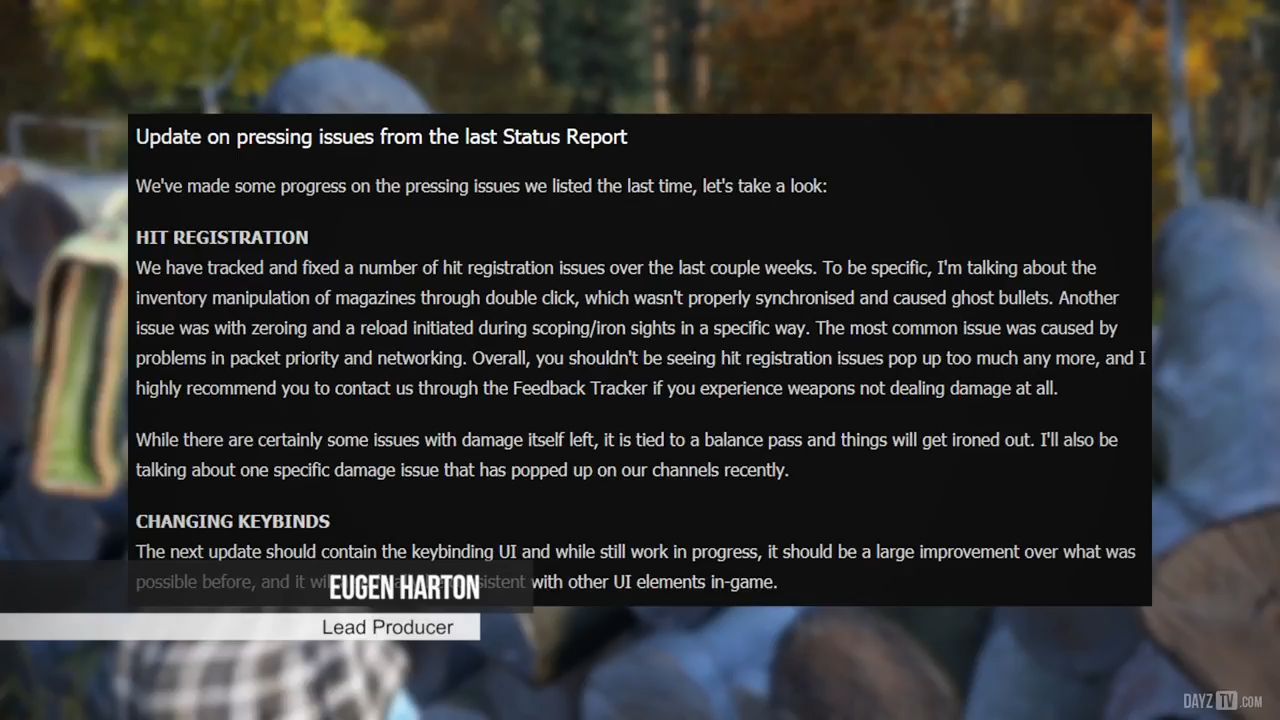 Update on pressing issues from the last Status Report
We've made some progress on the pressing issues we listed the last time, let's take a look:
HIT REGISTRATION
We have tracked and fixed a number of hit registration issues over the last couple weeks. To be specific, I'm talking about the
inventory manipulation of magazines through double click, which wasn't properly synchronised and caused ghost bullets. Another
issue was with zeroing and a reload initiated during scoping/iron sights in a specific way. The most common issue was caused by
problems in packet priority and networking. Overall, you shouldn't be seeing hit registration issues pop up too much any more, and I
highly recommend you to contact us through the Feedback Tracker if you experience weapons not dealing damage at all.
While there are certainly some issues with damage itself left, it is tied to a balance pass and things will get ironed out. I'll also be
talking about one specific damage issue that has popped up on our channels recently.
CHANGING KEYBINDS
The next update should contain the keybinding UI and while still work in progress, it should be a large improvement over what was
possible before, and it with other UI elements in-game.
EUGEN HARTON
Lead Producer
DAYZ TV .COM